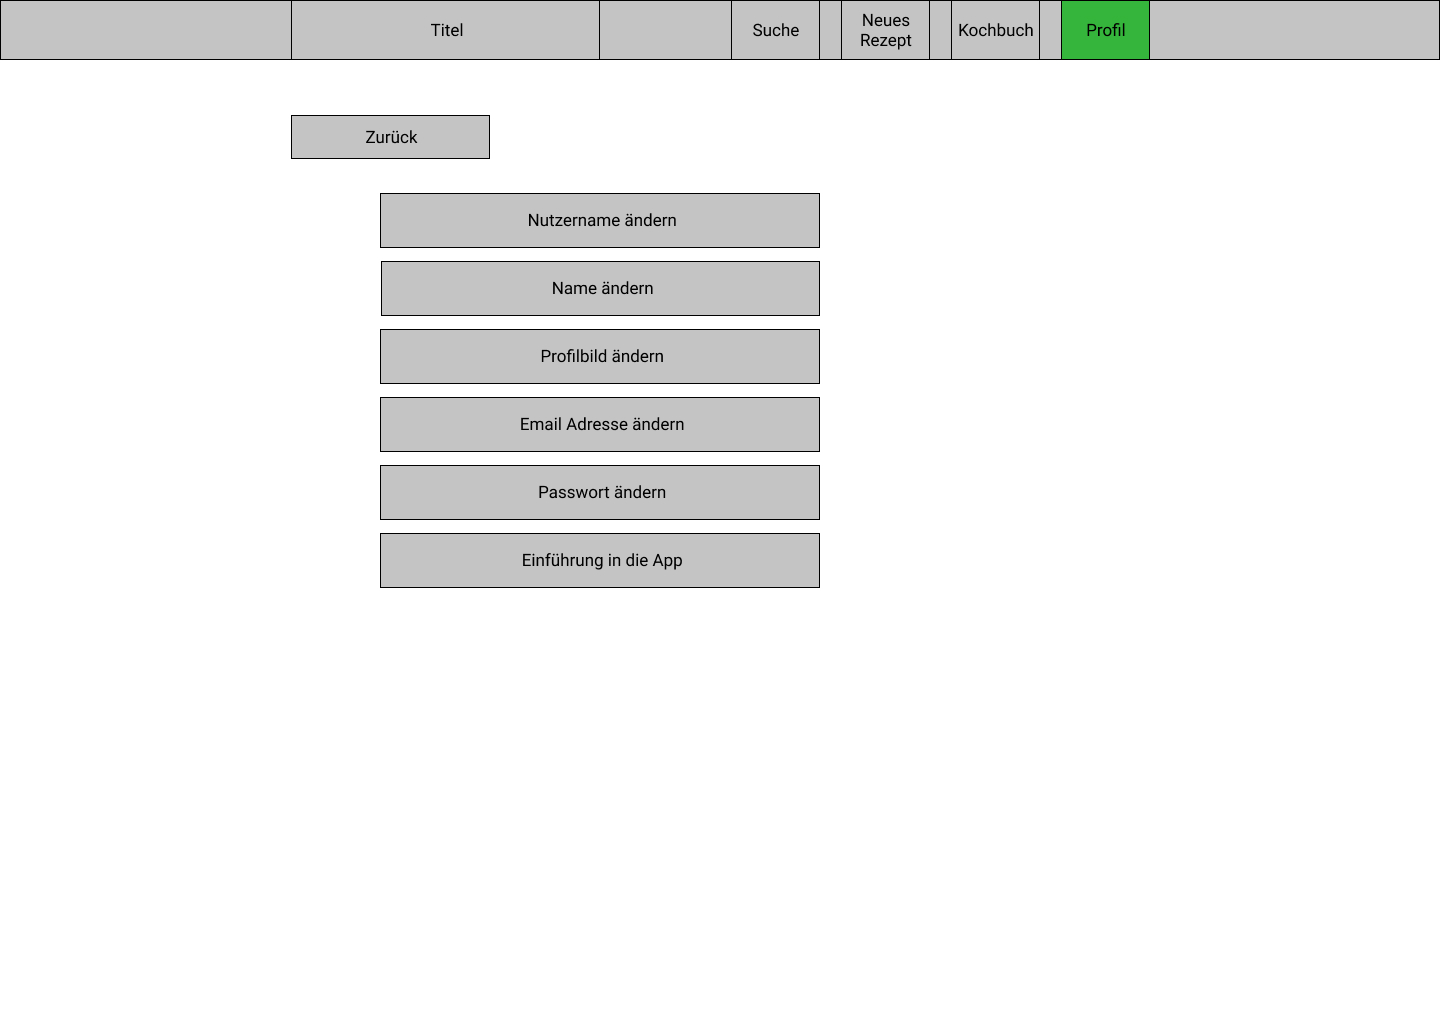 Titel
Suche
Neues
Rezept
Kochbuch
Profil
Zurück
Nutzername ändern
Name ändern
Profilbild ändern
Email Adresse ändern
Passwort ändern
Einführung in die App